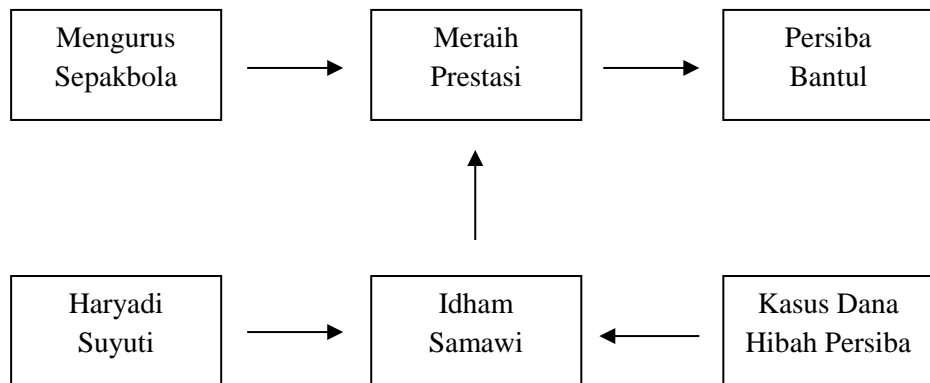 Mengurus
Sepakbola
Meraih
Prestasi
Persiba
Bantul
Haryadi
Suyuti
Idham
Samawi
Kasus Dana
Hibah Persiba